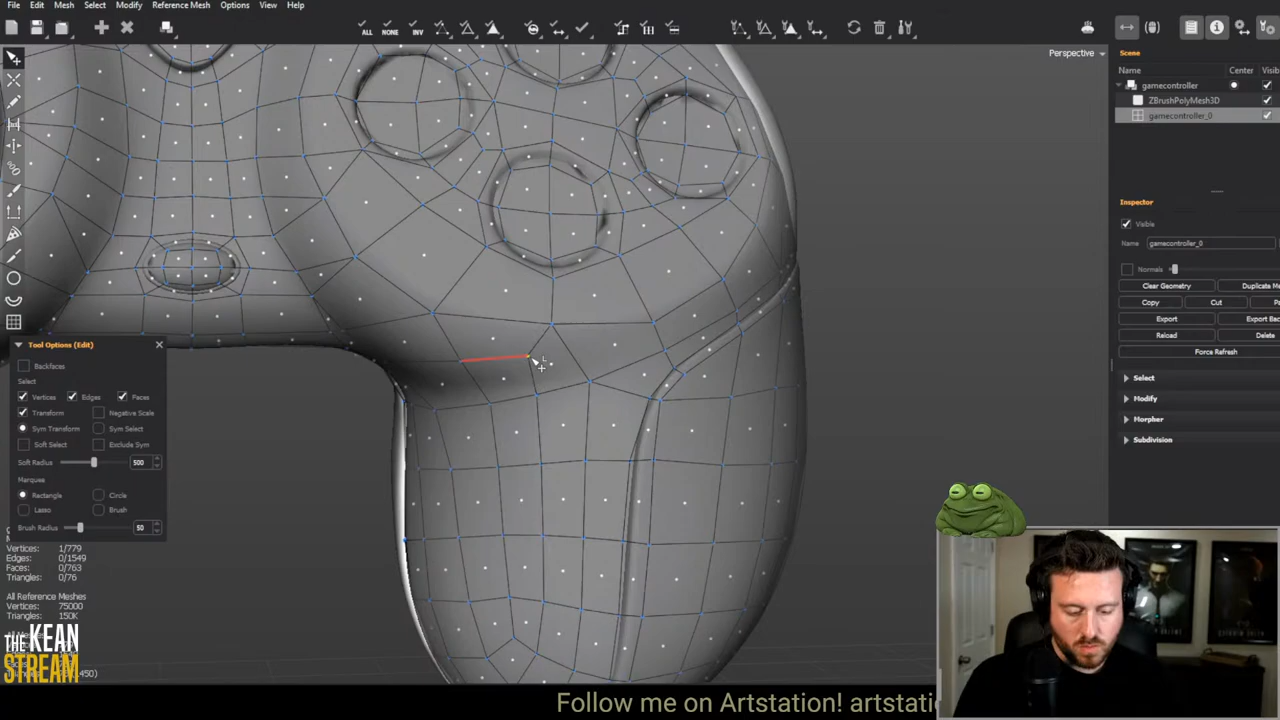 File Edit Mesh Select Modify Reference Mesh Options View Help
ALL NONE INV
Perspective
Scene
Name Center Visib
gamecontroller
ZBrushPolyMesh3D
gamecontroller_0
Inspector
Visible
Name gamecontroller_0
Normals
Clear Geometry Duplicate Me
Copy Cut Pa
Export Export Bac
Reload Delete
Force Refresh
Select
Modify
Morpher
Subdivision
Tool Options (Edit)
Backfaces
Select
Vertices Edges Faces
Transform Negative Scale
Sym Transform Sym Select
Soft Select Exclude Sym
Soft Radius 500
Marquee
Rectangle Circle
Lasso Brush
Brush Radius 50
Vertices: 1/779
Edges: 0/1549
Faces: 0/763
Triangles: 0/76
All Reference Meshes
Vertices: 75000
Triangles: 150K
THE KEAN
STREAM
450)
Follow me on Artstation! artstatio